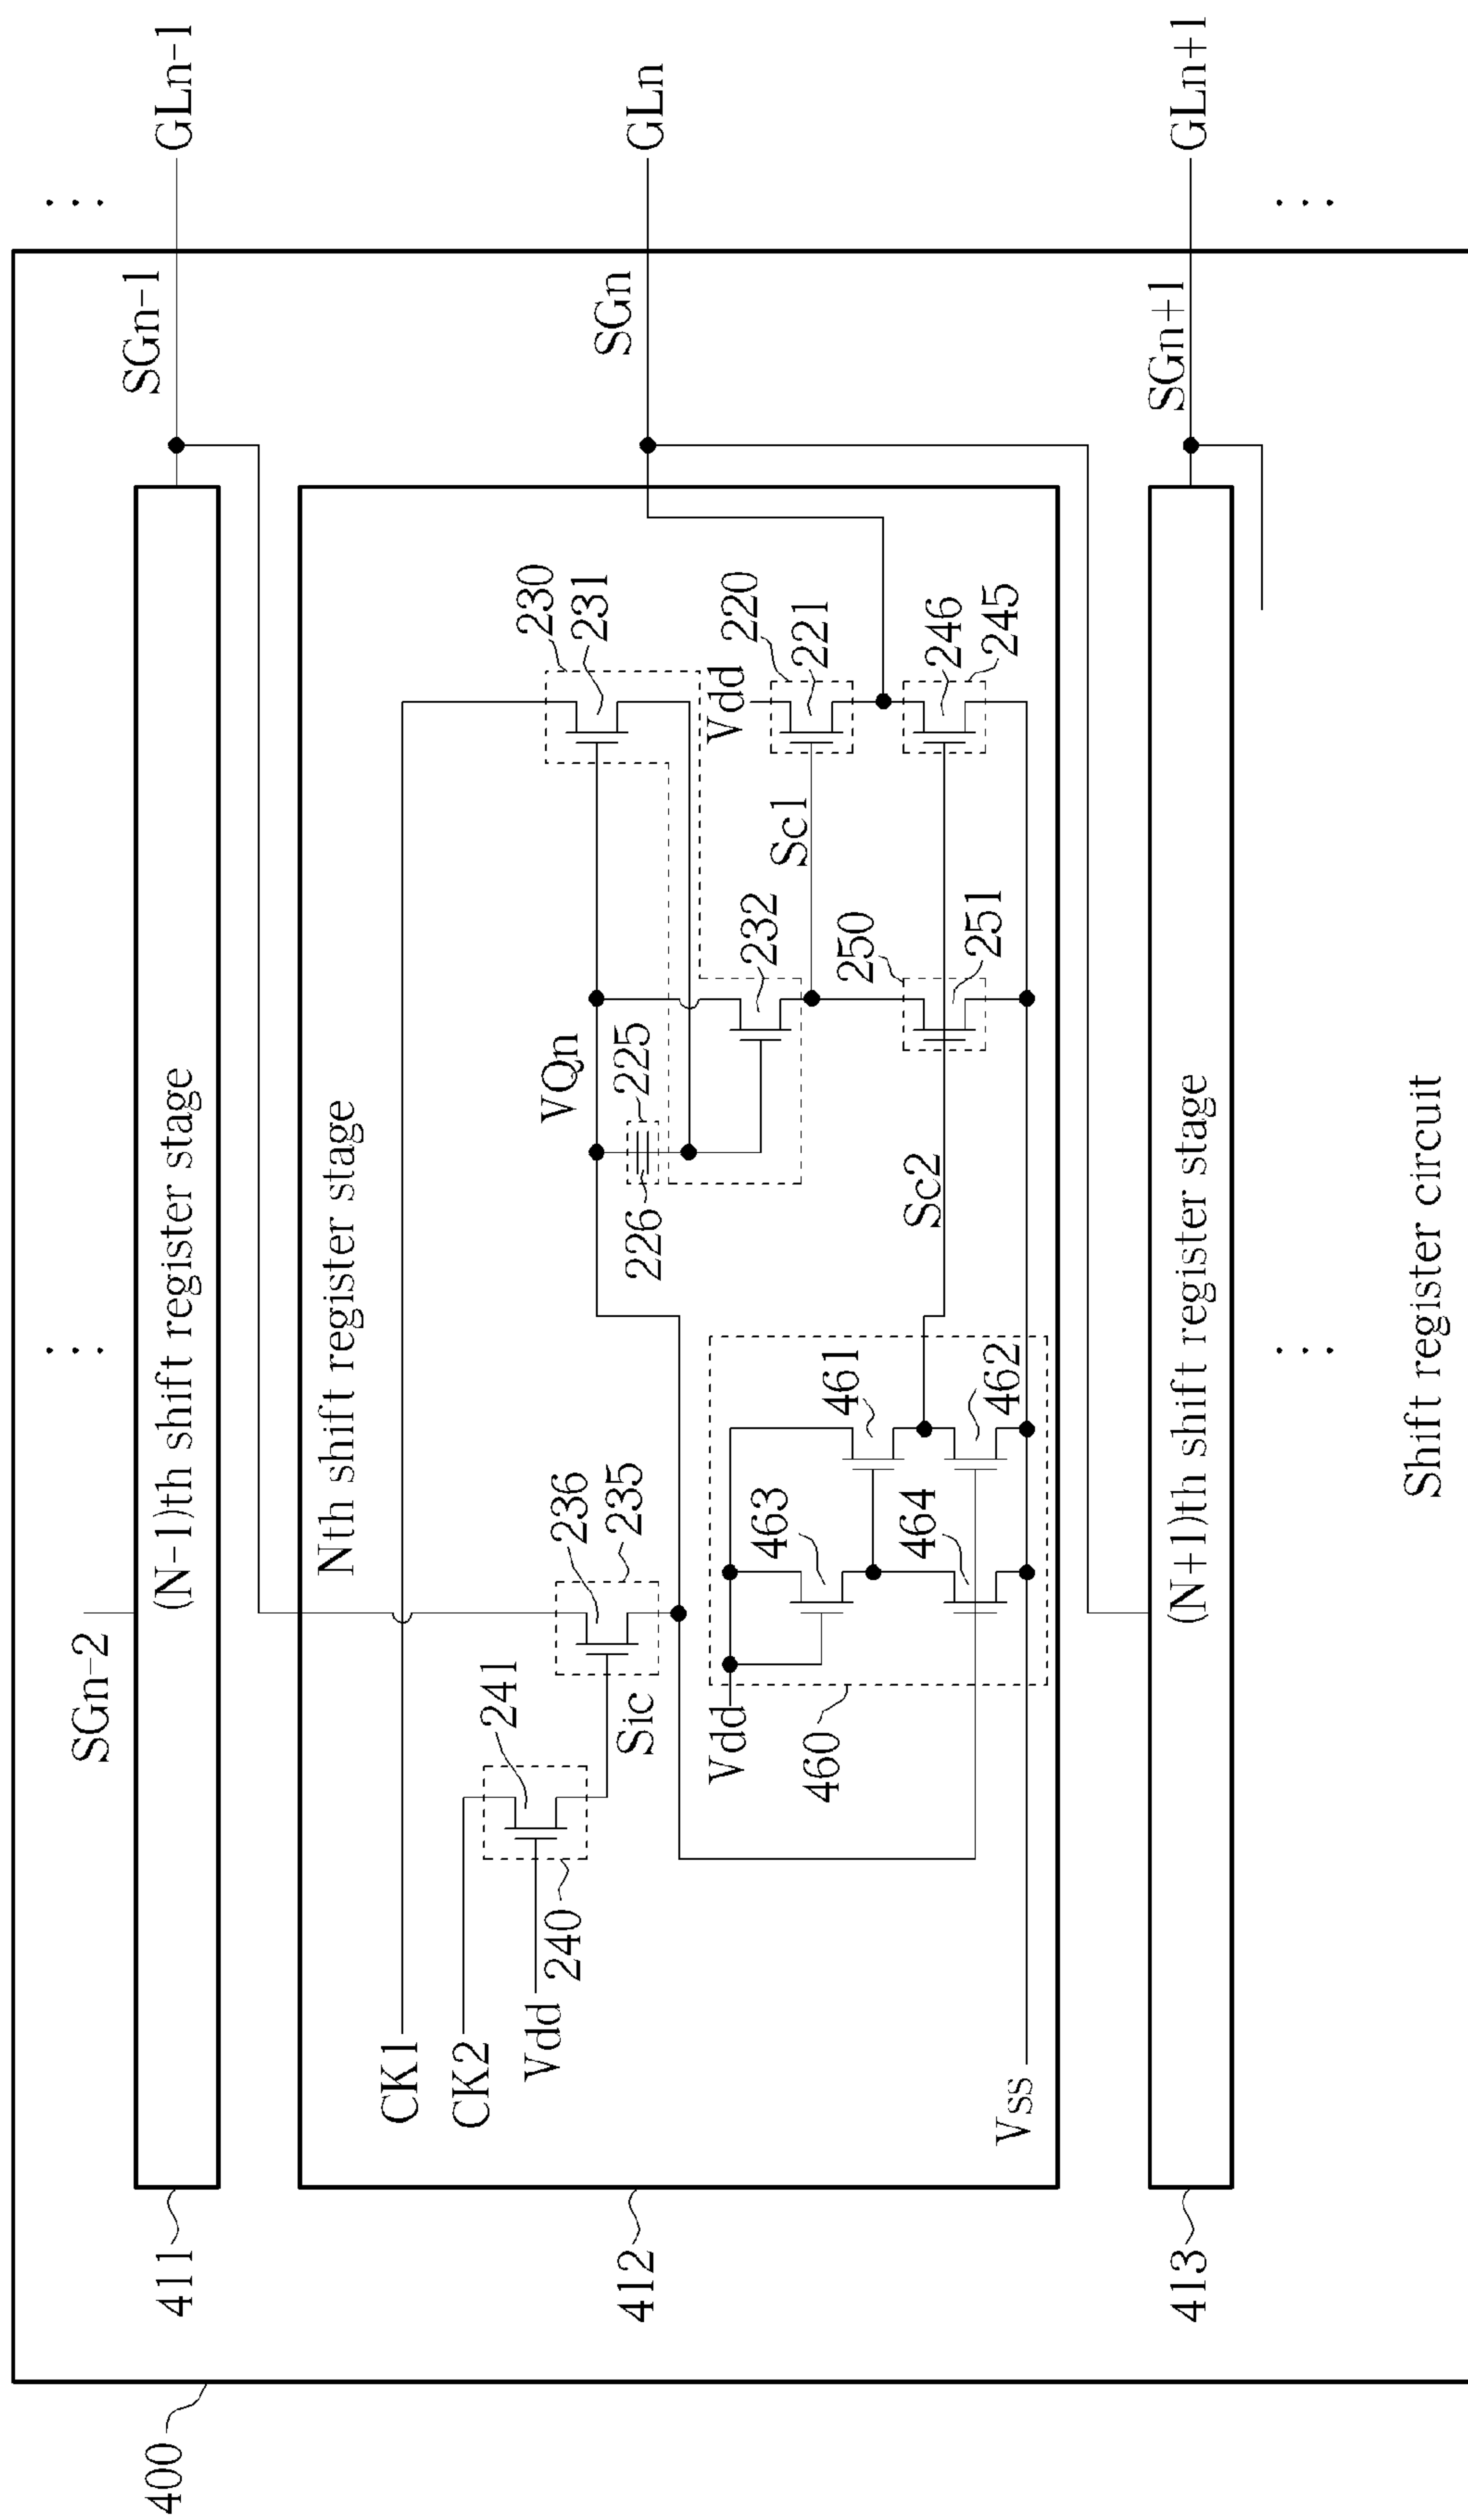 400
411
412
413
SGn-2
⋮
(N-1)th shift register stage
SGn-1
⋮
GLn-1
Nth shift register stage
CK1
CK2
Vdd
240
241
Sic
236
235
Vdd
460
463
464
461
462
Vss
VQn
226
225
230
231
232
Sc1
Vdd
220
221
Sc2
250
251
246
245
SGn
GLn
(N+1)th shift register stage
SGn+1
GLn+1
⋮
⋮
Shift register circuit